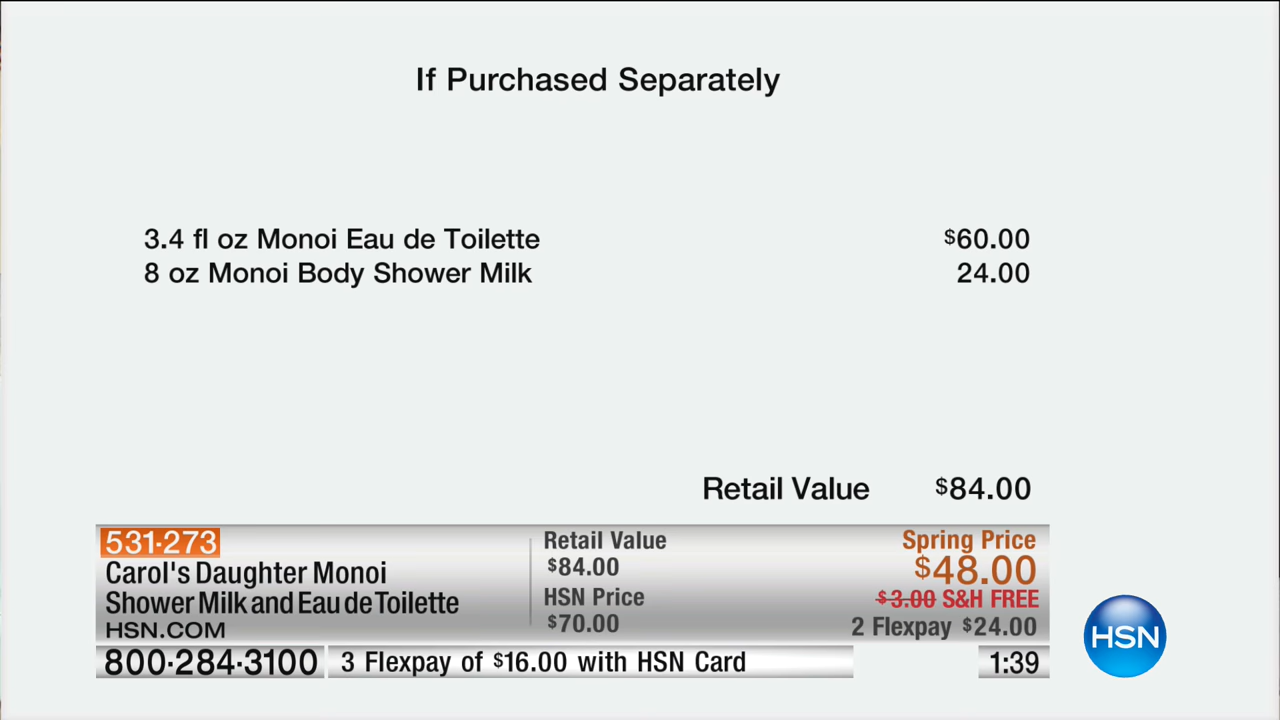 If Purchased Separately
3.4 fl oz Monoi Eau de Toilette $60.00
8 oz Monoi Body Shower Milk 24.00
Retail Value $84.00
531·273
Carol's Daughter Monoi
Shower Milk and Eau de Toilette
HSN.COM
Retail Value
$84.00
HSN Price
$70.00
Spring Price
$48.00
$3.00 S&H FREE
2 Flexpay $24.00
800·284·3100
3 Flexpay of $16.00 with HSN Card
1:39
HSN